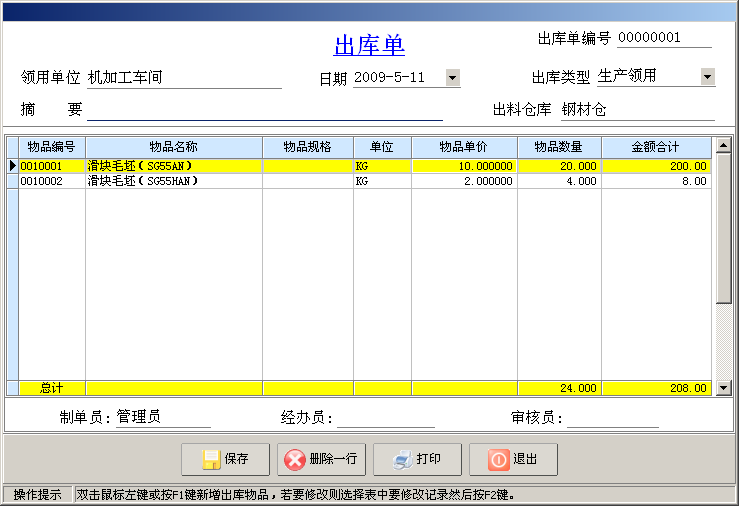 出库单
出库单编号 00000001
领用单位 机加工车间 日期 2009-5-11 出库类型 生产领用
摘 要 出料仓库 钢材仓
物品编号 物品名称 物品规格 单位 物品单价 物品数量 金额合计
0010001 滑块毛坯(SG55AN) KG 10.000000 20.000 200.00
0010002 滑块毛坯(SG55HAN) KG 2.000000 4.000 8.00
总计 24.000 208.00
制单员: 管理员 经办员: 审核员:
保存 删除一行 打印 退出
操作提示 双击鼠标左键或按F1键新增出库物品,若要修改则选择表中要修改记录然后按F2键。